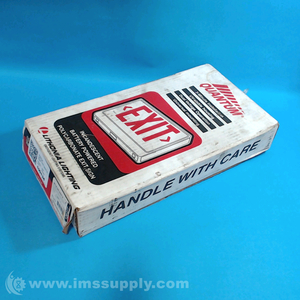 QUANTUM
EXIT
INCANDESCENT
BATTERY POWERED
POLYCARBONATE EXIT SIGN
LITHONIA LIGHTING
HANDLE WITH CARE
© www.imssupply.com